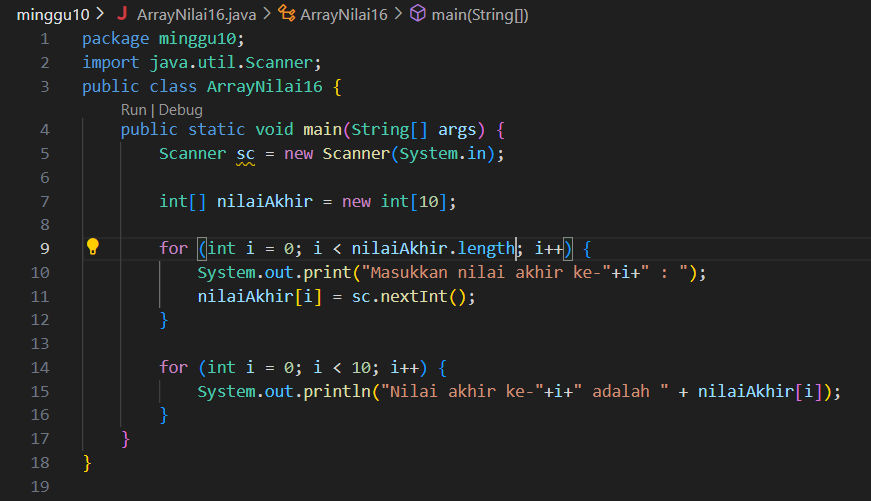 minggu10 > J ArrayNilai16.java > ArrayNilai16 > main(String[])
1 package minggu10;
2 import java.util.Scanner;
3 public class ArrayNilai16 {
Run | Debug
4 public static void main(String[] args) {
5 Scanner sc = new Scanner(System.in);
6
7 int[] nilaiAkhir = new int[10];
8
9 for (int i = 0; i < nilaiAkhir.length; i++) {
10 System.out.print("Masukkan nilai akhir ke-"+i+" : ");
11 nilaiAkhir[i] = sc.nextInt();
12 }
13
14 for (int i = 0; i < 10; i++) {
15 System.out.println("Nilai akhir ke-"+i+" adalah " + nilaiAkhir[i]);
16 }
17 }
18 }
19